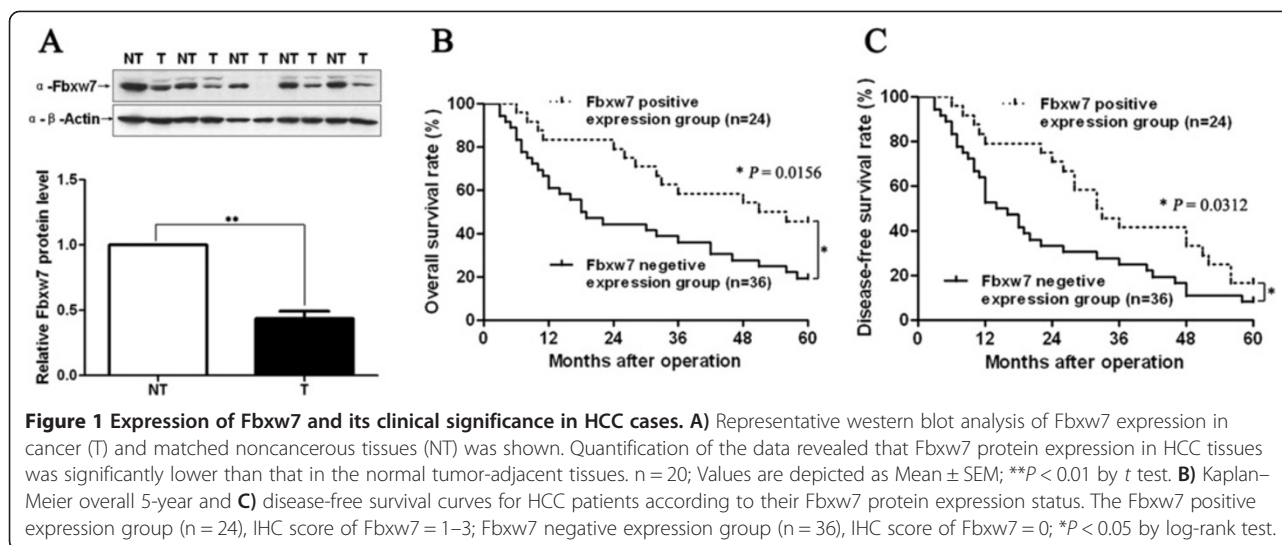 A
NT T NT T NT T NT T NT T
α-Fbxw7→
α-β-Actin→
Relative Fbxw7 protein level
1.5
1.0
0.5
0.0
**
NT T
B
Overall survival rate (%)
100
80
60
40
20
0
Fbxw7 positive
expression group (n=24)
* P = 0.0156
*
Fbxw7 negetive
expression group (n=36)
0 12 24 36 48 60
Months after operation
C
Disease-free survival rate (%)
100
80
60
40
20
0
Fbxw7 positive
expression group (n=24)
* P = 0.0312
*
Fbxw7 negetive
expression group (n=36)
0 12 24 36 48 60
Months after operation
Figure 1 Expression of Fbxw7 and its clinical significance in HCC cases. A) Representative western blot analysis of Fbxw7 expression in
cancer (T) and matched noncancerous tissues (NT) was shown. Quantification of the data revealed that Fbxw7 protein expression in HCC tissues
was significantly lower than that in the normal tumor-adjacent tissues. n = 20; Values are depicted as Mean ± SEM; **P < 0.01 by t test. B) Kaplan–
Meier overall 5-year and C) disease-free survival curves for HCC patients according to their Fbxw7 protein expression status. The Fbxw7 positive
expression group (n = 24), IHC score of Fbxw7 = 1–3; Fbxw7 negative expression group (n = 36), IHC score of Fbxw7 = 0; *P < 0.05 by log-rank test.